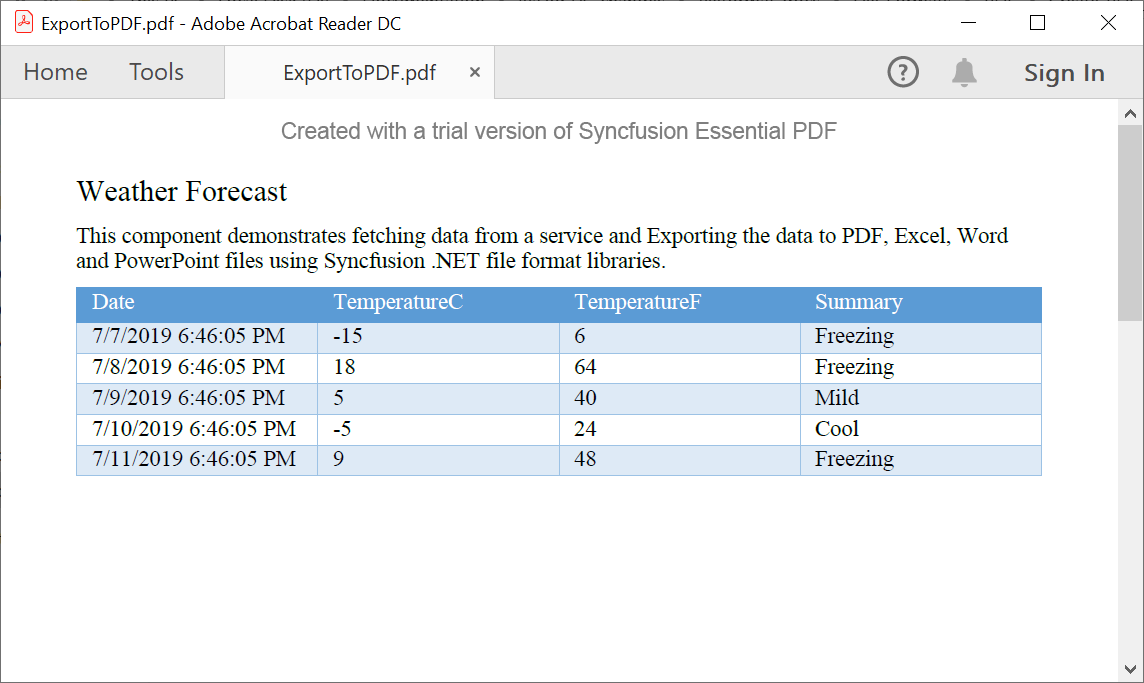 ExportToPDF.pdf - Adobe Acrobat Reader DC
Home Tools ExportToPDF.pdf × ? Sign In
Created with a trial version of Syncfusion Essential PDF
Weather Forecast
This component demonstrates fetching data from a service and Exporting the data to PDF, Excel, Word
and PowerPoint files using Syncfusion .NET file format libraries.
Date TemperatureC TemperatureF Summary
7/7/2019 6:46:05 PM -15 6 Freezing
7/8/2019 6:46:05 PM 18 64 Freezing
7/9/2019 6:46:05 PM 5 40 Mild
7/10/2019 6:46:05 PM -5 24 Cool
7/11/2019 6:46:05 PM 9 48 Freezing